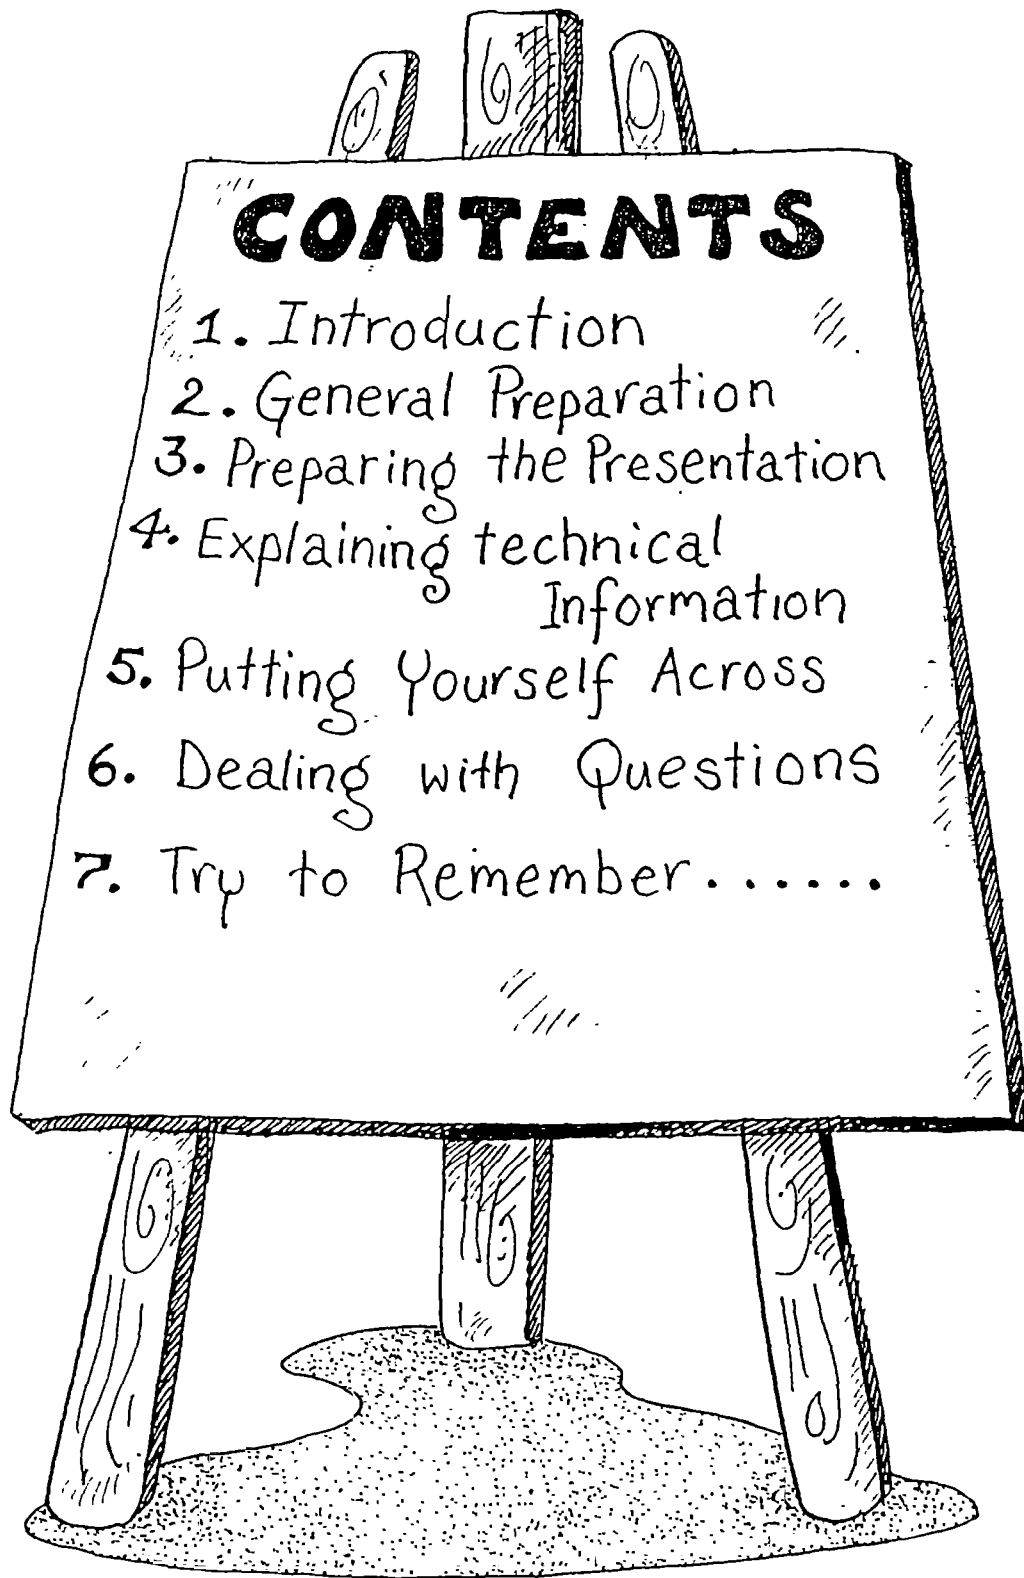 CONTENTS
1. Introduction
2. General Preparation
3. Preparing the Presentation
4. Explaining technical
Information
5. Putting Yourself Across
6. Dealing with Questions
7. Try to Remember......